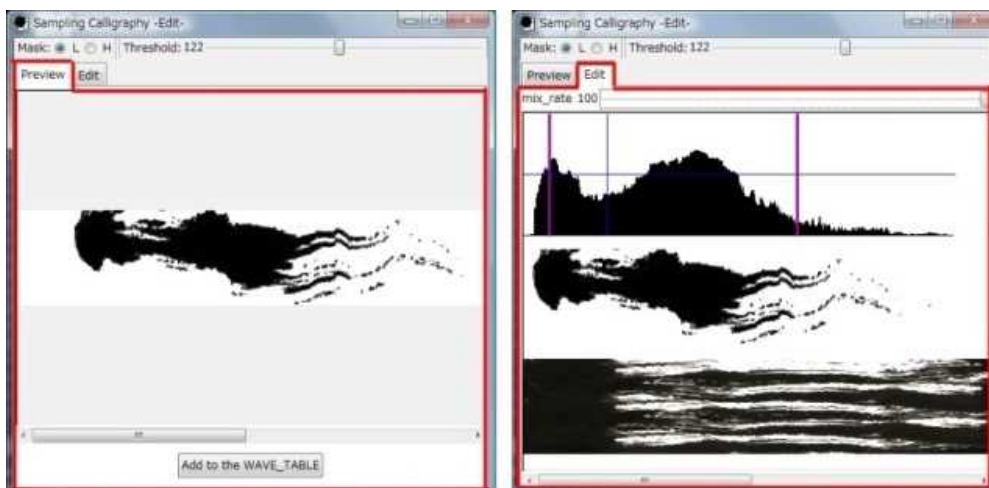 Sampling Calligraphy -Edit-
Mask: L H Threshold: 122
Preview Edit
Add to the WAVE_TABLE
Sampling Calligraphy -Edit-
Mask: L H Threshold: 122
Preview Edit
mix_rate 100